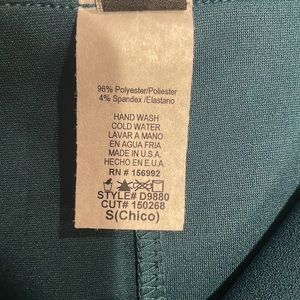 96% Polyester/Poliester
4% Spandex /Elastano
HAND WASH
COLD WATER
LAVAR A MANO
EN AGUA FRIA
MADE IN U.S.A.
HECHO EN E.U.A.
RN # 156992
STYLE# D9880
CUT# 150268
S(Chico)